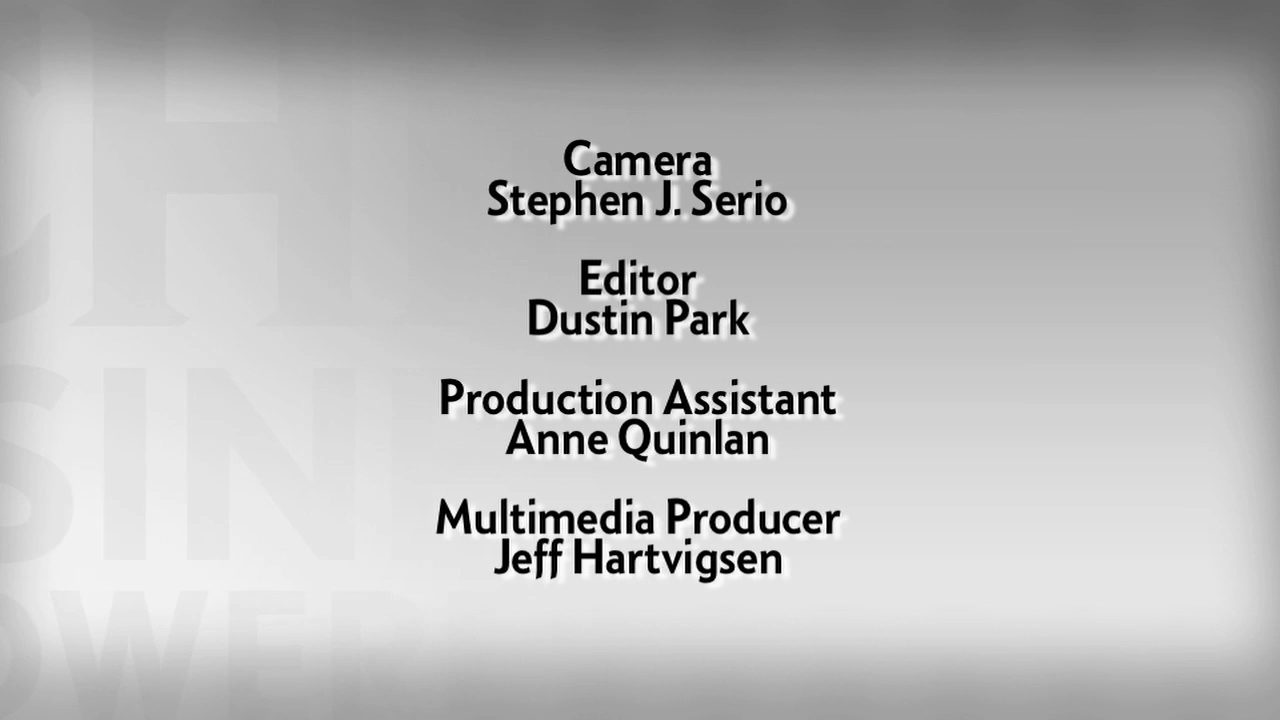 Camera
Stephen J. Serio
Editor
Dustin Park
Production Assistant
Anne Quinlan
Multimedia Producer
Jeff Hartvigsen